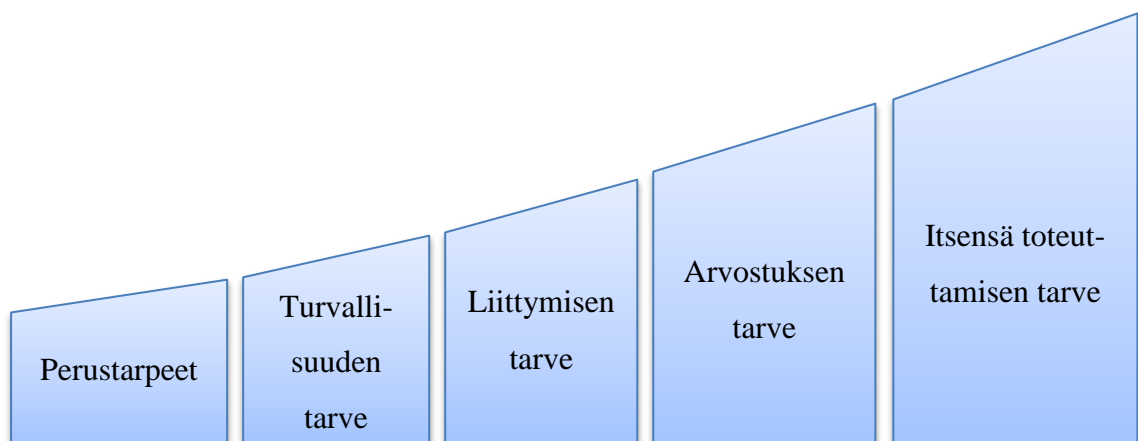 Perustarpeet
Turvalli-
suuden
tarve
Liittymisen
tarve
Arvostuksen
tarve
Itsensä toteut-
tamisen tarve